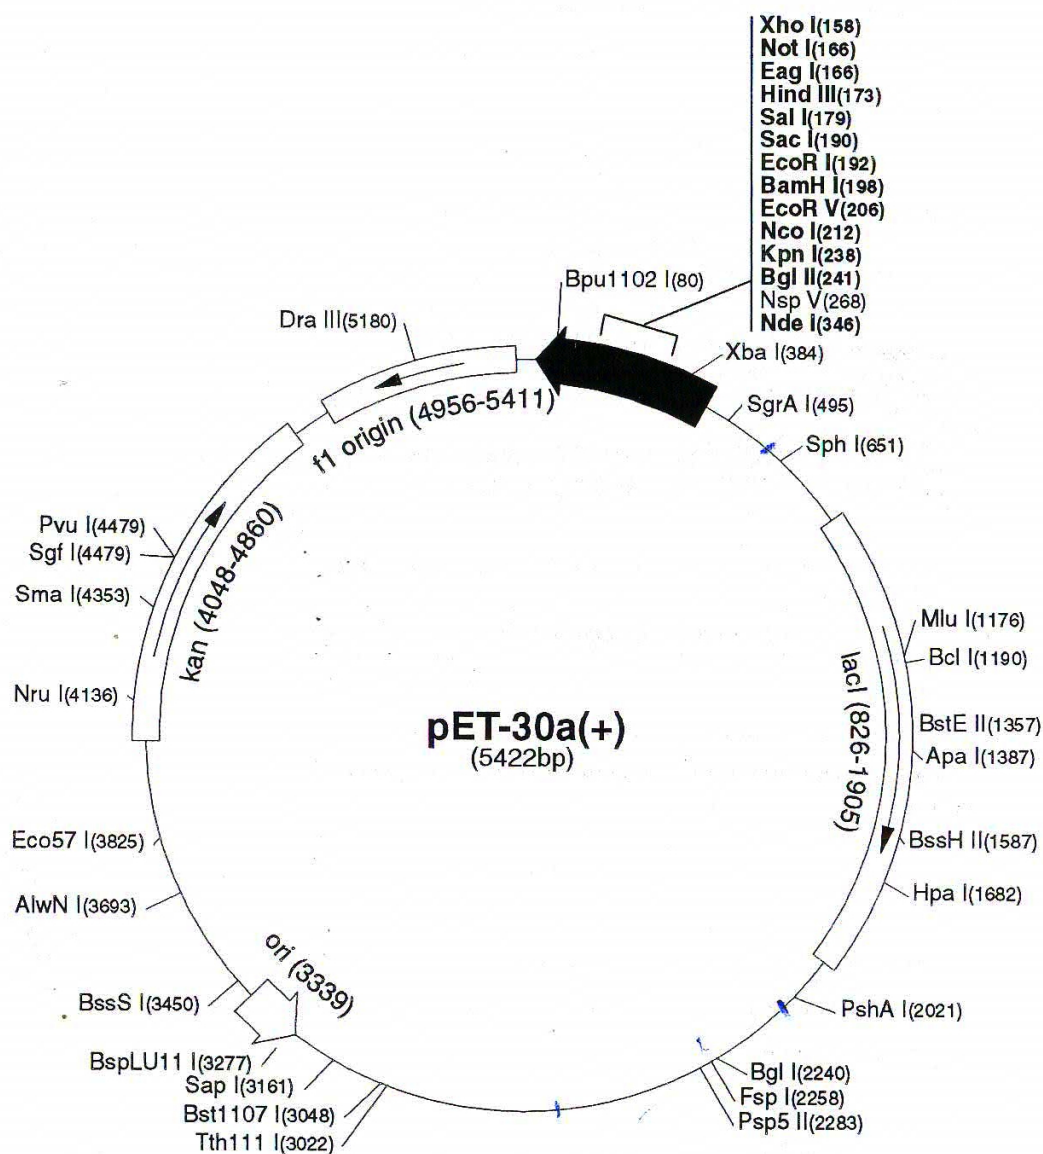 Xho I(158)
Not I(166)
Eag I(166)
Hind III(173)
Sal I(179)
Sac I(190)
EcoR I(192)
BamH I(198)
EcoR V(206)
Nco I(212)
Kpn I(238)
Bgl II(241)
Nsp V(268)
Nde I(346)
Bpu1102 I(80)
Dra III(5180)
Xba I(384)
SgrA I(495)
Sph I(651)
f1 origin (4956-5411)
Pvu I(4479)
Sgf I(4479)
Sma I(4353)
kan (4048-4860)
Nru I(4136)
Mlu I(1176)
Bcl I(1190)
lacI (826-1905)
BstE II(1357)
Apa I(1387)
pET-30a(+)
(5422bp)
BssH II(1587)
Hpa I(1682)
Eco57 I(3825)
AlwN I(3693)
ori (3339)
BssS I(3450)
PshA I(2021)
BspLU11 I(3277)
Sap I(3161)
Bst1107 I(3048)
Tth111 I(3022)
Bgl I(2240)
Fsp I(2258)
Psp5 II(2283)